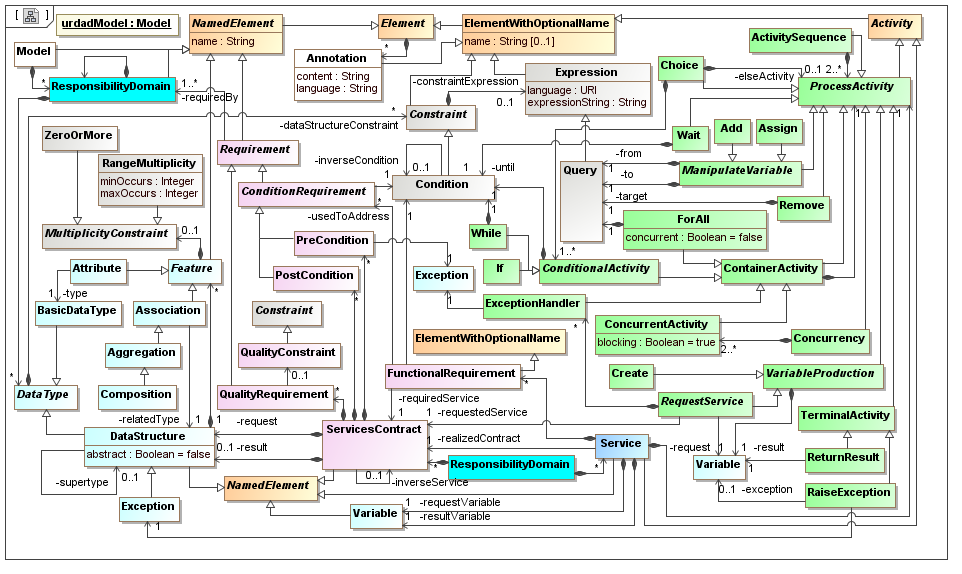 urdadModel : Model
NamedElement
name : String
Element
ElementWithOptionalName
name : String [0..1]
Activity
Model
*
ResponsibilityDomain
1..*
-requiredBy
Annotation
content : String
language : String
*
-constraintExpression
0..1
Expression
language : URI
expressionString : String
Choice
ActivitySequence
-elseActivity
0..1
2..*
ProcessActivity
*
Constraint
-dataStructureConstraint
ZeroOrMore
RangeMultiplicity
minOccurs : Integer
maxOccurs : Integer
Requirement
-inverseCondition
0..1
1
-until
Wait
Add
Assign
-from
-to
ManipulateVariable
Query
-target
Remove
ConditionRequirement
Condition
-usedToAddress
*
MultiplicityConstraint
0..1
PreCondition
PostCondition
While
ForAll
concurrent : Boolean = false
1..*
Attribute
Feature
Exception
If
ConditionalActivity
ContainerActivity
-type
1
BasicDataType
Association
Constraint
ExceptionHandler
ConcurrentActivity
blocking : Boolean = true
2..*
Concurrency
Aggregation
QualityConstraint
0..1
ElementWithOptionalName
Composition
DataType
*
QualityRequirement
FunctionalRequirement
Create
VariableProduction
RequestService
-requiredService
-relatedType
-request
-requestedService
TerminalActivity
DataStructure
abstract : Boolean = false
0..1
-result
ServicesContract
-realizedContract
Service
-request
-result
ReturnResult
Variable
ResponsibilityDomain
-supertype
0..1
0..1
-inverseService
NamedElement
0..1
-exception
RaiseException
Exception
Variable
-requestVariable
-resultVariable
1